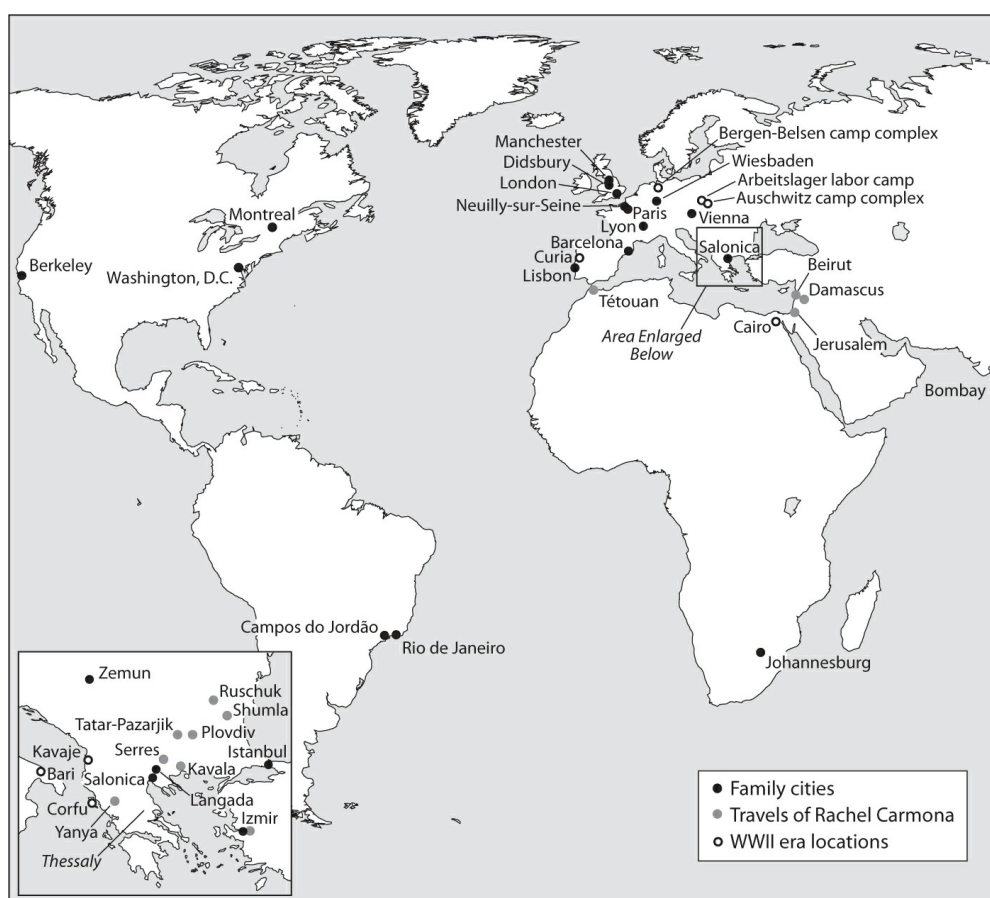 Manchester
Didsbury
London
Neuilly-sur-Seine
Bergen-Belsen camp complex
Wiesbaden
Arbeitslager labor camp
Auschwitz camp complex
Paris
Vienna
Lyon
Montreal
Barcelona
Salonica
Curia
Lisbon
Berkeley
Washington, D.C.
Beirut
Damascus
Tétouan
Area Enlarged
Below
Cairo
Jerusalem
Bombay
Campos do Jordão
Rio de Janeiro
Johannesburg
Zemun
Ruschuk
Shumla
Tatar-Pazarjik
Plovdiv
Serres
Istanbul
Kavaje
Bari
Kavala
Salonica
Langada
Corfu
Izmir
Yanya
Thessaly
Family cities
Travels of Rachel Carmona
WWII era locations